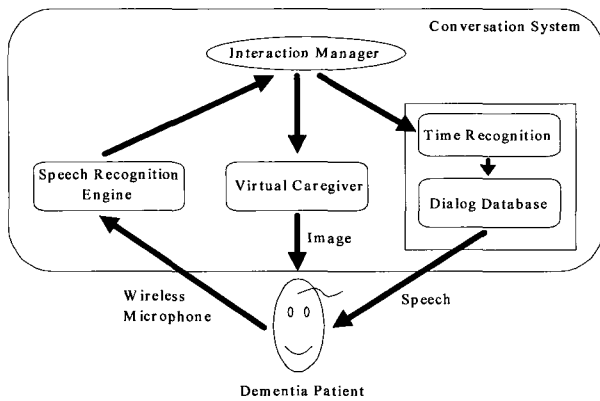 Conversation System
Interaction Manager
Time Recognition
Speech Recognition
Engine
Virtual Caregiver
Dialog Database
Image
Wireless
Microphone
Speech
Dementia Patient